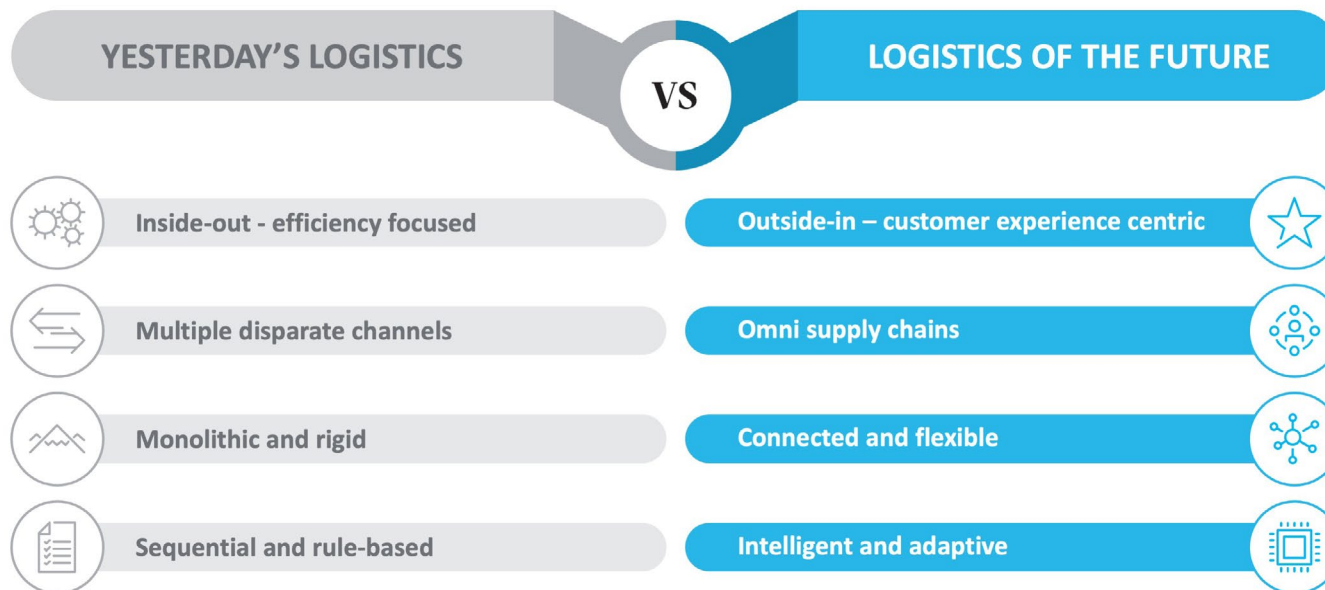 YESTERDAY’S LOGISTICS
VS
LOGISTICS OF THE FUTURE
Inside-out - efficiency focused
Outside-in – customer experience centric
Multiple disparate channels
Omni supply chains
Monolithic and rigid
Connected and flexible
Sequential and rule-based
Intelligent and adaptive